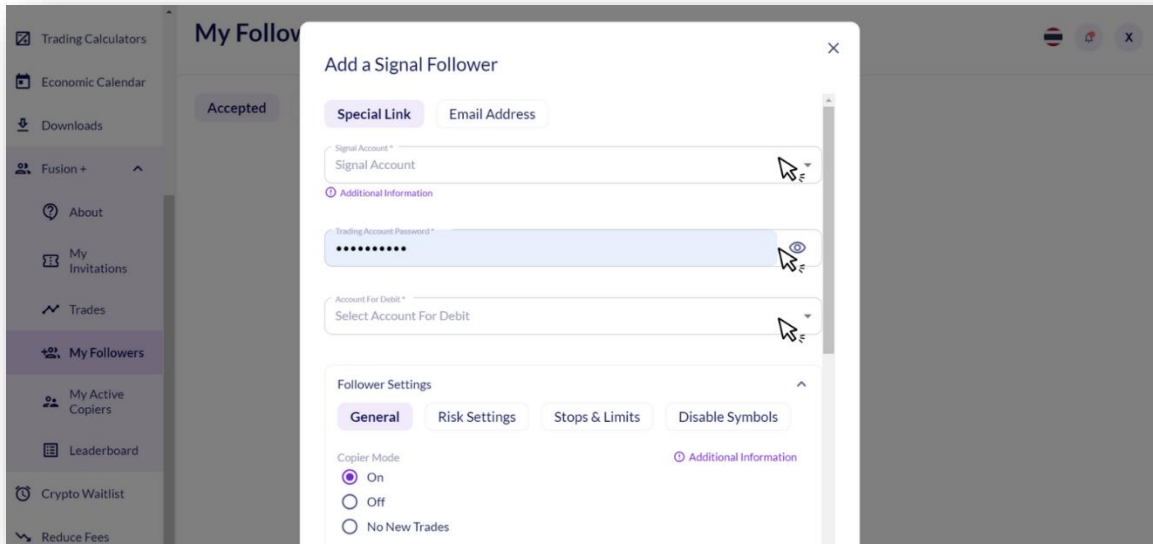 Trading Calculators
Economic Calendar
Downloads
Fusion +
About
My
Invitations
Trades
My Followers
My Active
Copiers
Leaderboard
Crypto Waitlist
Reduce Fees
My Follow
X
Accepted
Add a Signal Follower
Special Link
Email Address
Signal Account *
Signal Account
Additional Information
Trading Account Password *
••••••••••
Account For Debit *
Select Account For Debit
Follower Settings
General
Risk Settings
Stops & Limits
Disable Symbols
Copier Mode
Additional Information
On
Off
No New Trades